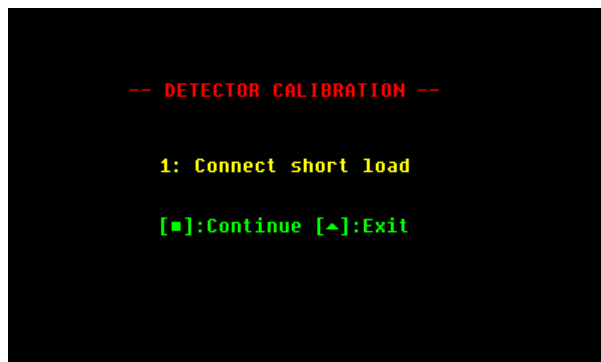 -- DETECTOR CALIBRATION --
1: Connect short load
[■]:Continue [▲]:Exit